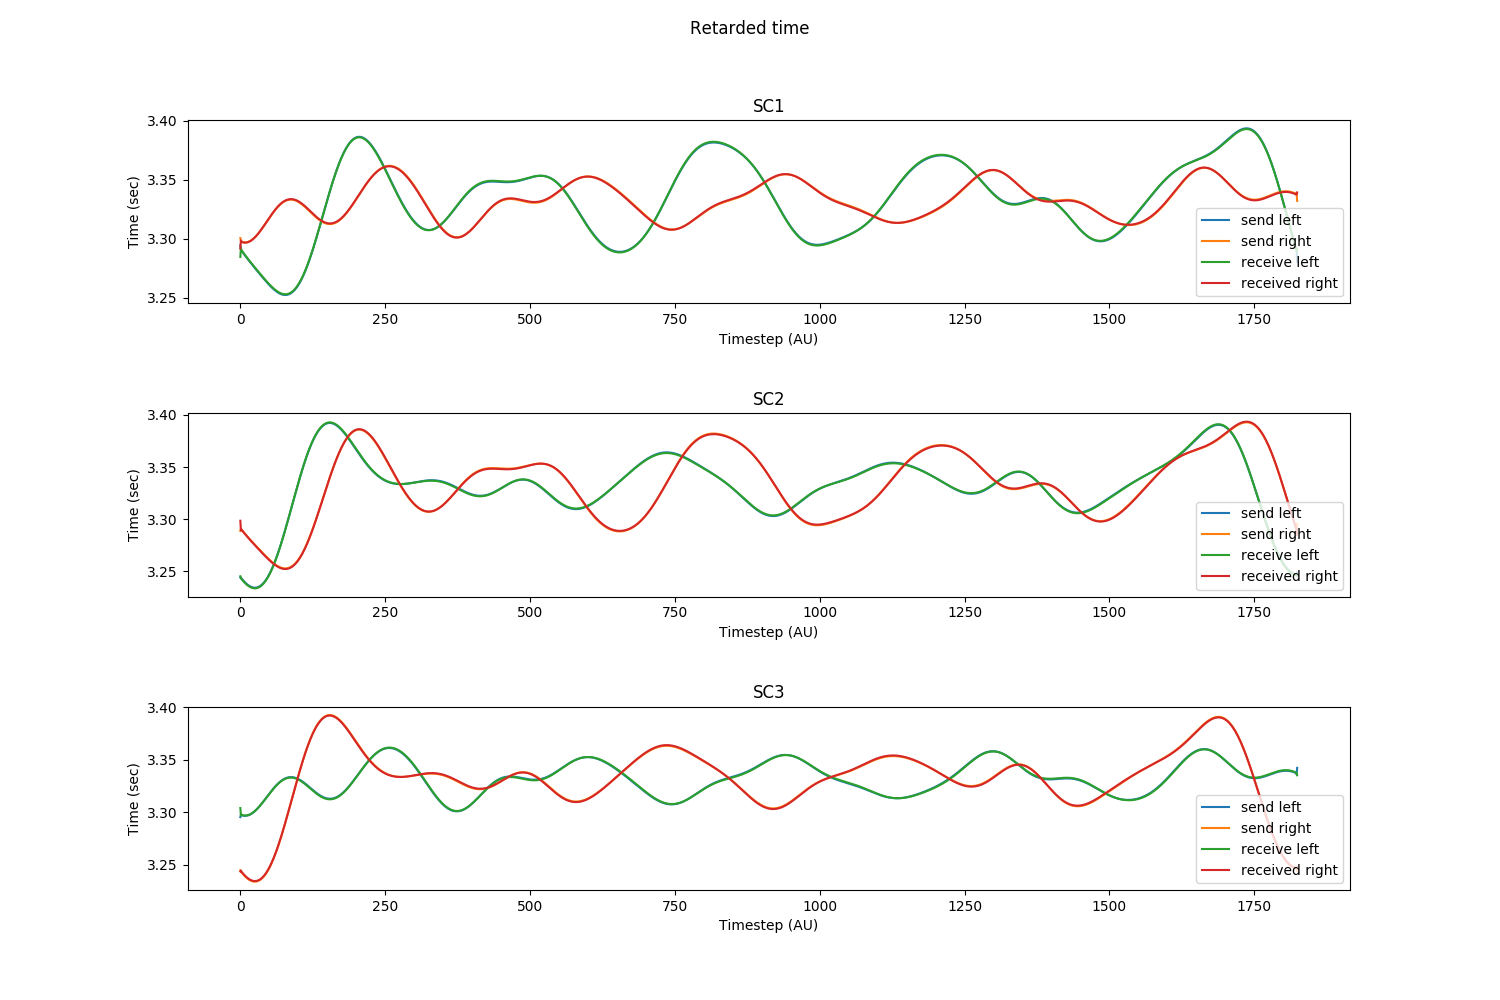 Retarded time
SC1
Time (sec)
3.40
3.35
3.30
3.25
send left
send right
receive left
received right
0 250 500 750 1000 1250 1500 1750
Timestep (AU)
SC2
Time (sec)
3.40
3.35
3.30
3.25
send left
send right
receive left
received right
0 250 500 750 1000 1250 1500 1750
Timestep (AU)
SC3
Time (sec)
3.40
3.35
3.30
3.25
send left
send right
receive left
received right
0 250 500 750 1000 1250 1500 1750
Timestep (AU)